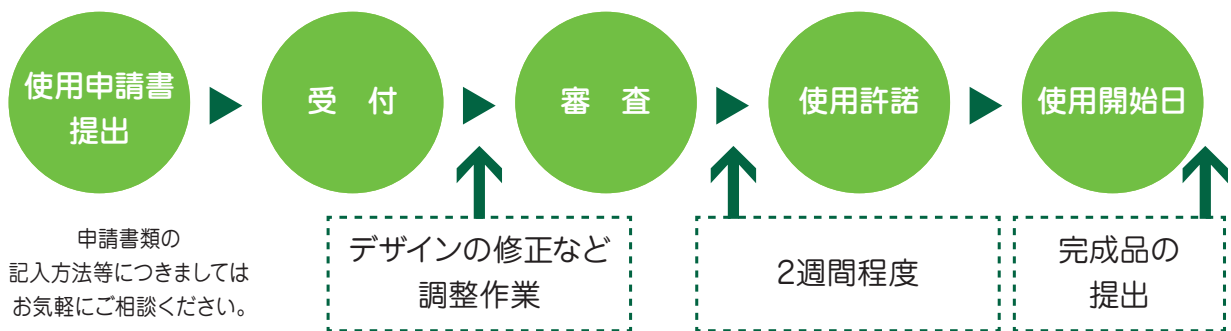 使用申請書
提出
受　付
審　査
使用許諾
使用開始日
申請書類の
記入方法等につきましては
お気軽にご相談ください。
デザインの修正など
調整作業
2週間程度
完成品の
提出